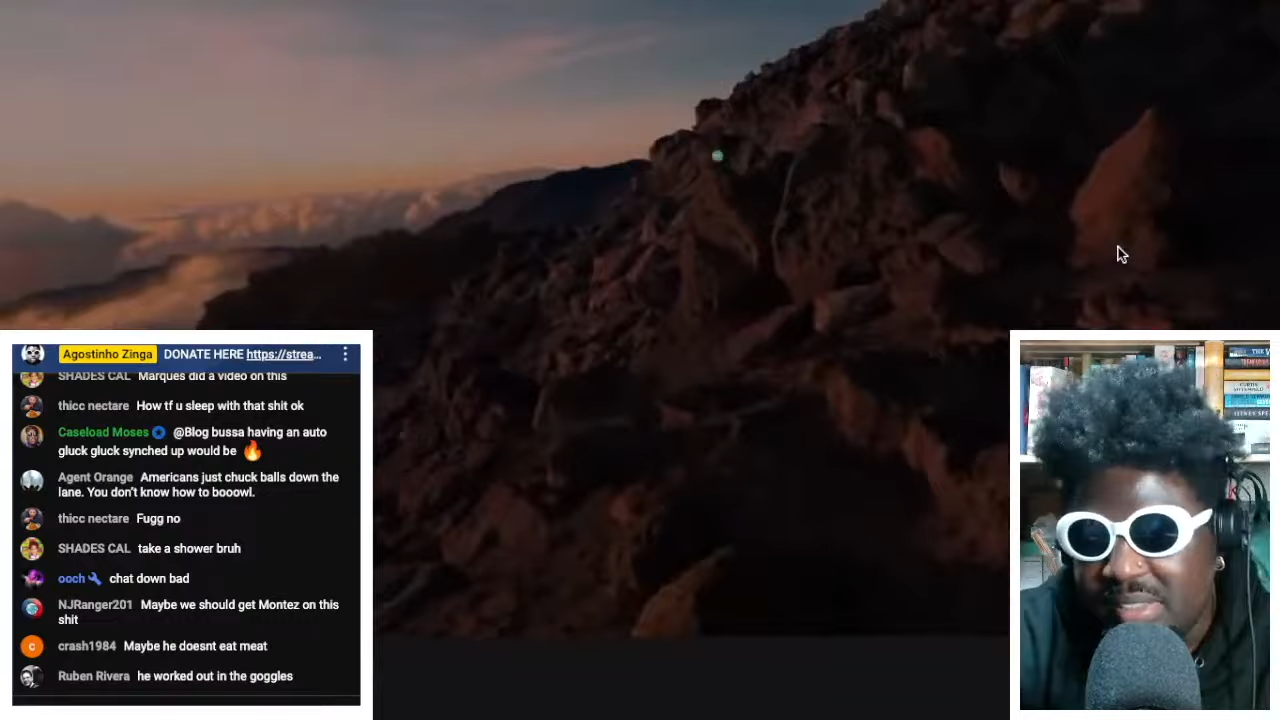 Agostinho Zinga DONATE HERE https://strea...
SHADES CAL Marques did a video on this
thicc nectare How tf u sleep with that shit ok
Caseload Moses @Blog bussa having an auto
gluck gluck synched up would be 🔥
Agent Orange Americans just chuck balls down the
lane. You don't know how to booowl.
thicc nectare Fugg no
SHADES CAL take a shower bruh
ooch chat down bad
NJRanger201 Maybe we should get Montez on this
shit
crash1984 Maybe he doesnt eat meat
Ruben Rivera he worked out in the goggles